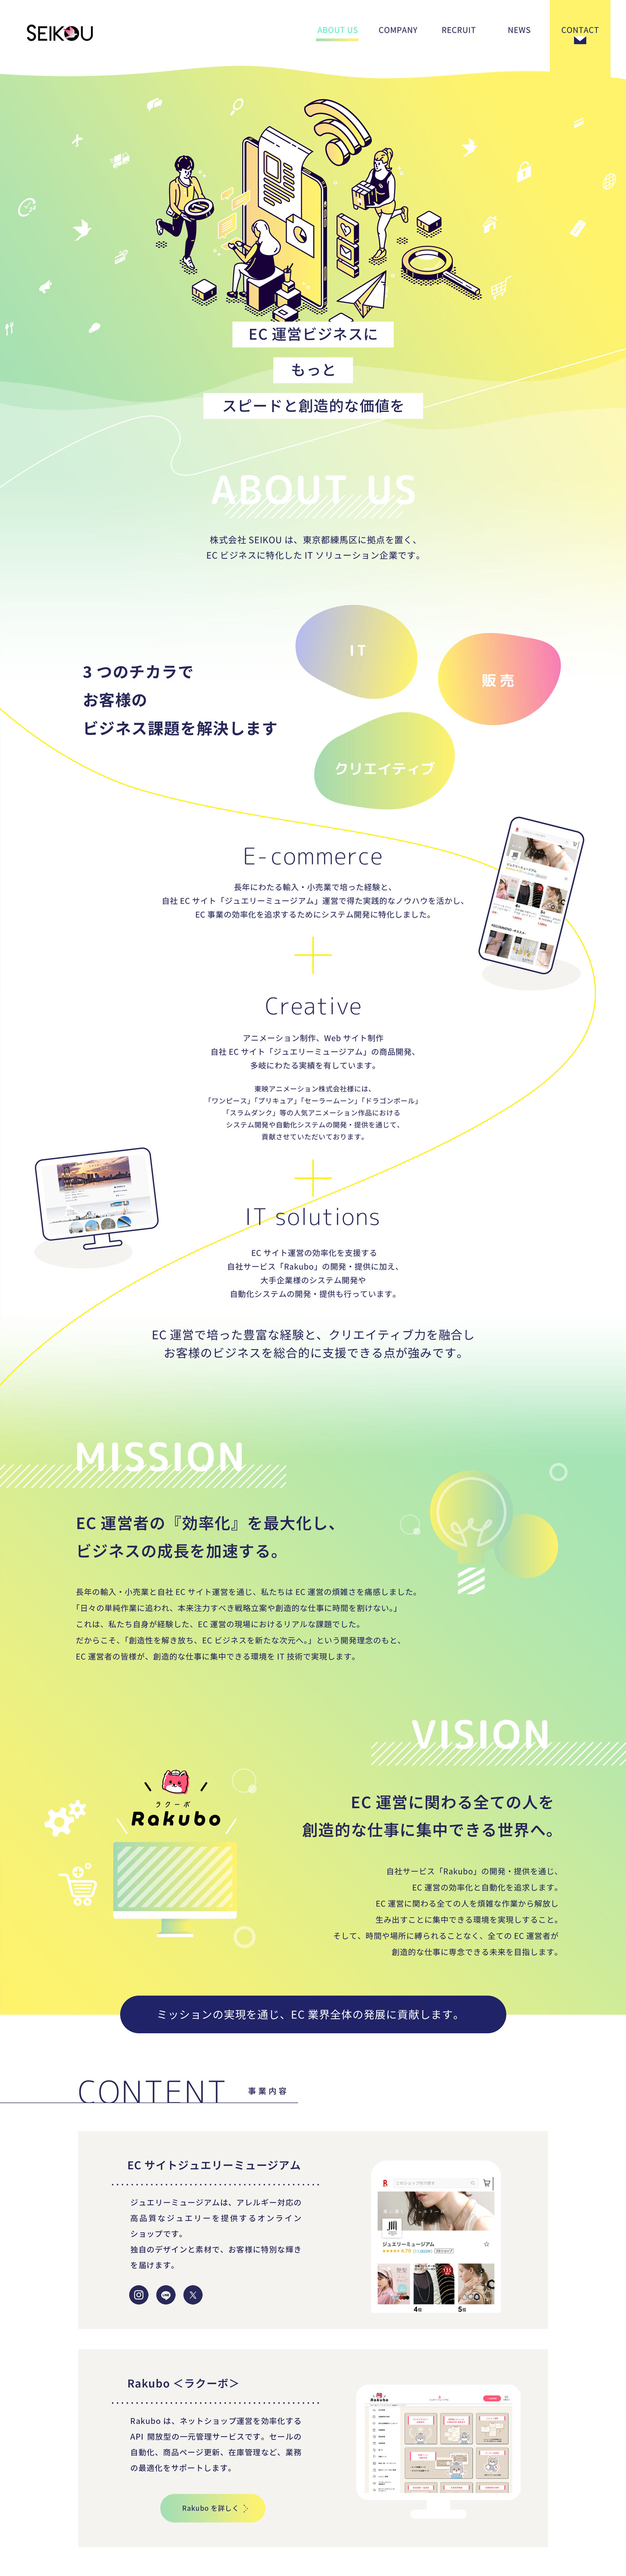 SEIKOU
ABOUT US
COMPANY
RECRUIT
NEWS
CONTACT
EC 運営ビジネスに
もっと
スピードと創造的な価値を
ABOUT US
株式会社 SEIKOU は、東京都練馬区に拠点を置く、
EC ビジネスに特化した IT ソリューション企業です。
3 つのチカラで
お客様の
ビジネス課題を解決します
IT
販売
クリエイティブ
E-commerce
長年にわたる輸入・小売業で培った経験と、
自社 EC サイト「ジュエリーミュージアム」運営で得た実践的なノウハウを活かし、
EC 事業の効率化を追求するためにシステム開発に特化しました。
Creative
アニメーション制作、Web サイト制作
自社 EC サイト「ジュエリーミュージアム」の商品開発、
多岐にわたる実績を有しています。
東映アニメーション株式会社様には、
「ワンピース」「プリキュア」「セーラームーン」「ドラゴンボール」
「スラムダンク」等の人気アニメーション作品における
システム開発や自動化システムの開発・提供を通じて、
貢献させていただいております。
IT solutions
EC サイト運営の効率化を支援する
自社サービス「Rakubo」の開発・提供に加え、
大手企業様のシステム開発や
自動化システムの開発・提供も行っています。
EC 運営で培った豊富な経験と、クリエイティブ力を融合し
お客様のビジネスを総合的に支援できる点が強みです。
MISSION
EC 運営者の『効率化』を最大化し、
ビジネスの成長を加速する。
長年の輸入・小売業と自社 EC サイト運営を通じ、私たちは EC 運営の煩雑さを痛感しました。
「日々の単純作業に追われ、本来注力すべき戦略立案や創造的な仕事に時間を割けない。」
これは、私たち自身が経験した、EC 運営の現場におけるリアルな課題でした。
だからこそ、「創造性を解き放ち、EC ビジネスを新たな次元へ。」という開発理念のもと、
EC 運営者の皆様が、創造的な仕事に集中できる環境を IT 技術で実現します。
VISION
ラクーボ
Rakubo
EC 運営に関わる全ての人を
創造的な仕事に集中できる世界へ。
自社サービス「Rakubo」の開発・提供を通じ、
EC 運営の効率化と自動化を追求します。
EC 運営に関わる全ての人を煩雑な作業から解放し
生み出すことに集中できる環境を実現しすること。
そして、時間や場所に縛られることなく、全ての EC 運営者が
創造的な仕事に専念できる未来を目指します。
ミッションの実現を通じ、EC 業界全体の発展に貢献します。
CONTENT
事業内容
EC サイトジュエリーミュージアム
ジュエリーミュージアムは、アレルギー対応の
高品質なジュエリーを提供するオンライン
ショップです。
独自のデザインと素材で、お客様に特別な輝き
を届けます。
ジュエリーミュージアム
4位
5位
Rakubo ＜ラクーボ＞
Rakubo は、ネットショップ運営を効率化する
API 開放型の一元管理サービスです。セールの
自動化、商品ページ更新、在庫管理など、業務
の最適化をサポートします。
Rakubo を詳しく
Rakubo